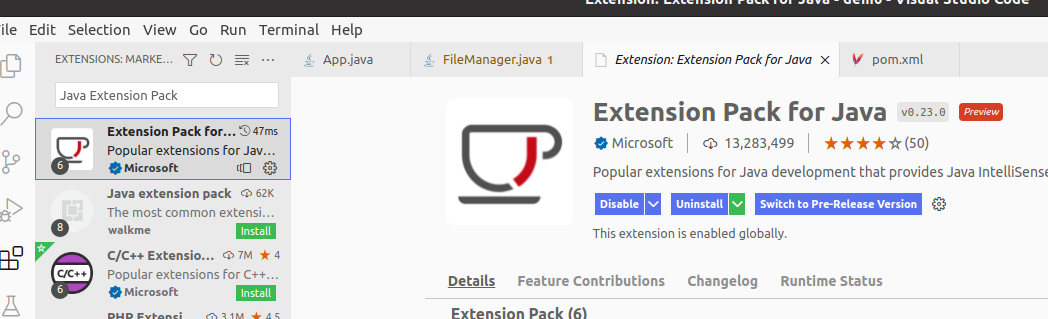 Extension: Extension Pack for Java - demo - Visual Studio Code
File Edit Selection View Go Run Terminal Help
EXTENSIONS: MARKE... ···
App.java FileManager.java 1 Extension: Extension Pack for Java × pom.xml
Java Extension Pack
Extension Pack for... 47ms
Popular extensions for Jav...
Microsoft
6
Java extension pack 62K
The most common extensi...
walkme Install
8
C/C++ Extensio... 7M ★ 4
Popular extensions for C++...
Microsoft Install
C/C++
6
PHP Extensi... 3.1M ★ 4.5
Extension Pack for Java v0.23.0 Preview
Microsoft 13,283,499 ★★★★☆ (50)
Popular extensions for Java development that provides Java IntelliSense
Disable Uninstall Switch to Pre-Release Version
This extension is enabled globally.
Details Feature Contributions Changelog Runtime Status
Extension Pack (6)